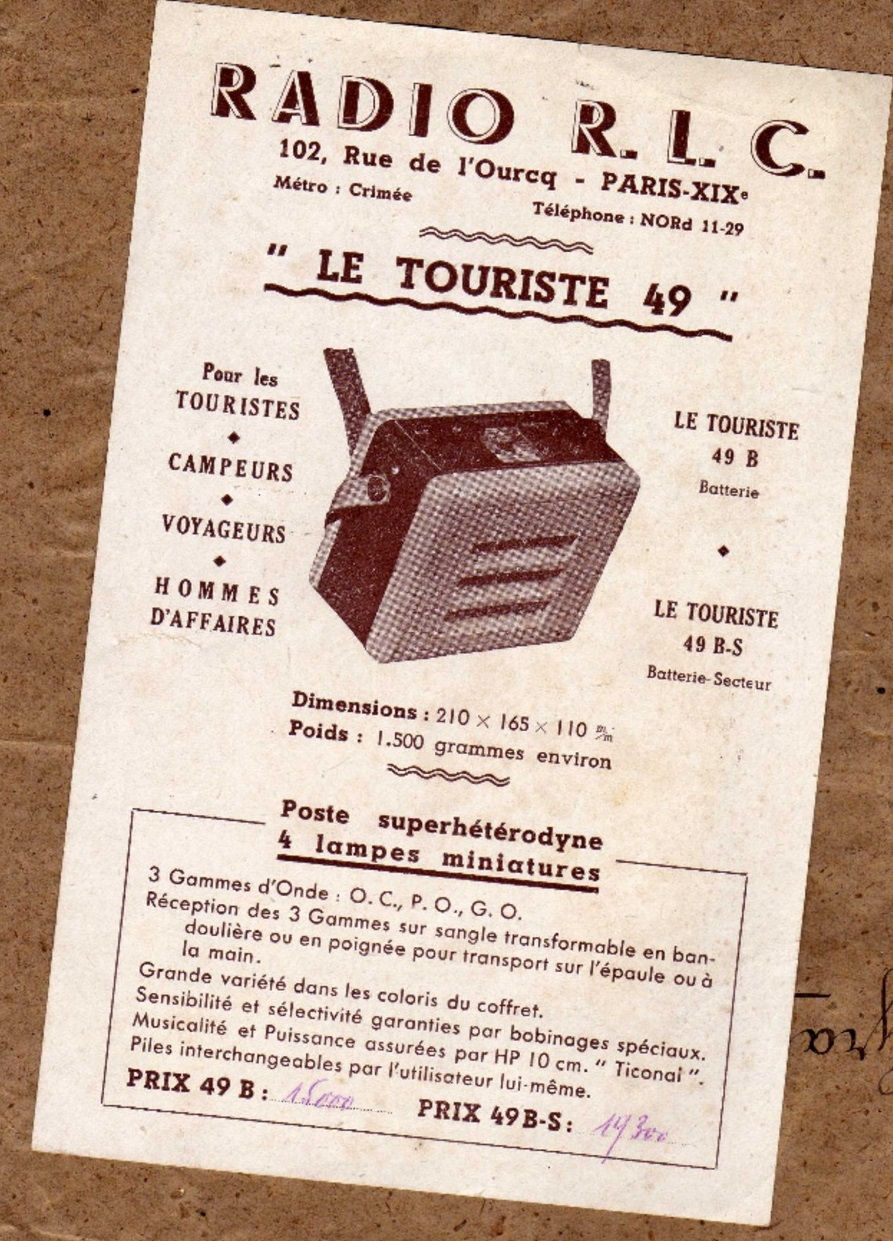 RADIO R. L. C.
102, Rue de l'Ourcq - PARIS-XIXᵉ
Métro : Crimée
Téléphone : NORd 11-29
" LE TOURISTE 49 "
Pour les
TOURISTES
CAMPEURS
VOYAGEURS
HOMMES
D'AFFAIRES
LE TOURISTE
49 B
Batterie
LE TOURISTE
49 B-S
Batterie-Secteur
Dimensions : 210 × 165 × 110 m/m
Poids : 1.500 grammes environ
Poste superhétérodyne
4 lampes miniatures
3 Gammes d'Onde : O. C., P. O., G. O.
Réception des 3 Gammes sur sangle transformable en ban-
doulière ou en poignée pour transport sur l'épaule ou à
la main.
Grande variété dans les coloris du coffret.
Sensibilité et sélectivité garanties par bobinages spéciaux.
Musicalité et Puissance assurées par HP 10 cm. " Ticonal ".
Piles interchangeables par l'utilisateur lui-même.
PRIX 49 B : 15000
PRIX 49 B-S : 19300